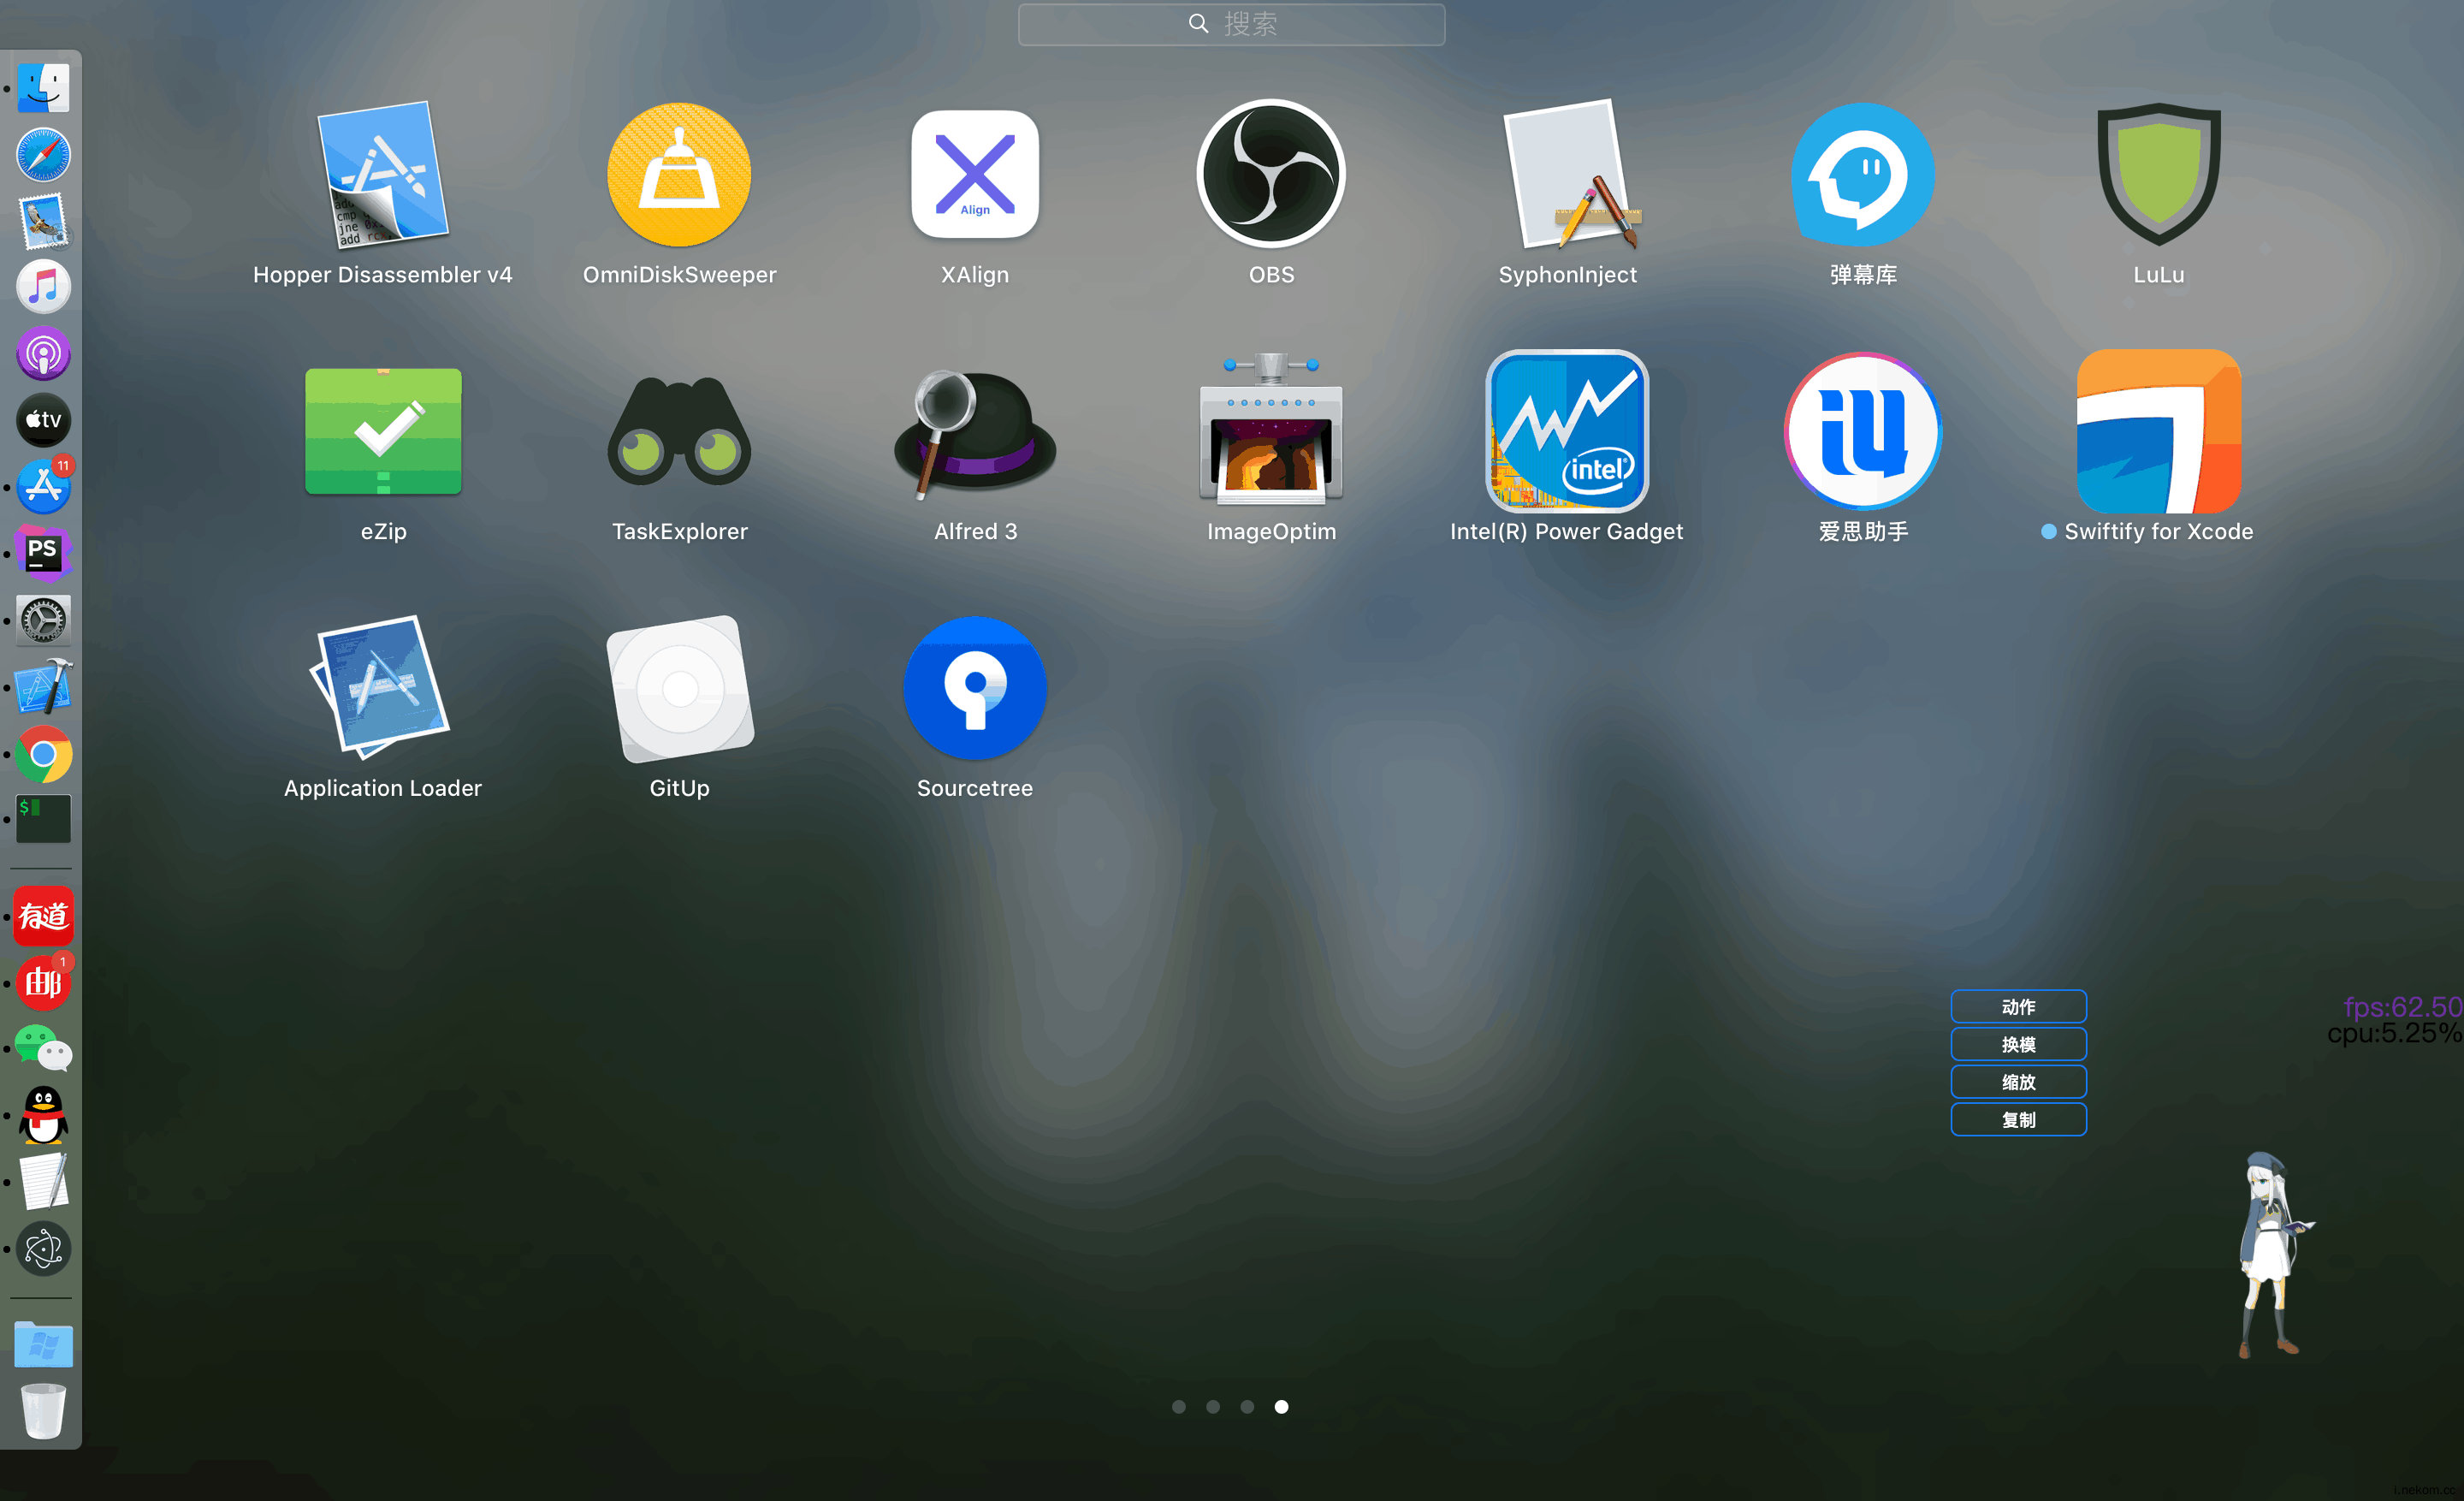 搜索
Hopper Disassembler v4
OmniDiskSweeper
XAlign
OBS
SyphonInject
弹幕库
LuLu
Align
eZip
TaskExplorer
Alfred 3
ImageOptim
Intel(R) Power Gadget
爱思助手
Swiftify for Xcode
intel
Application Loader
GitUp
Sourcetree
tv
11
PS
$
有道
邮
1
动作
换模
缩放
复制
fps:62.50
cpu:5.25%